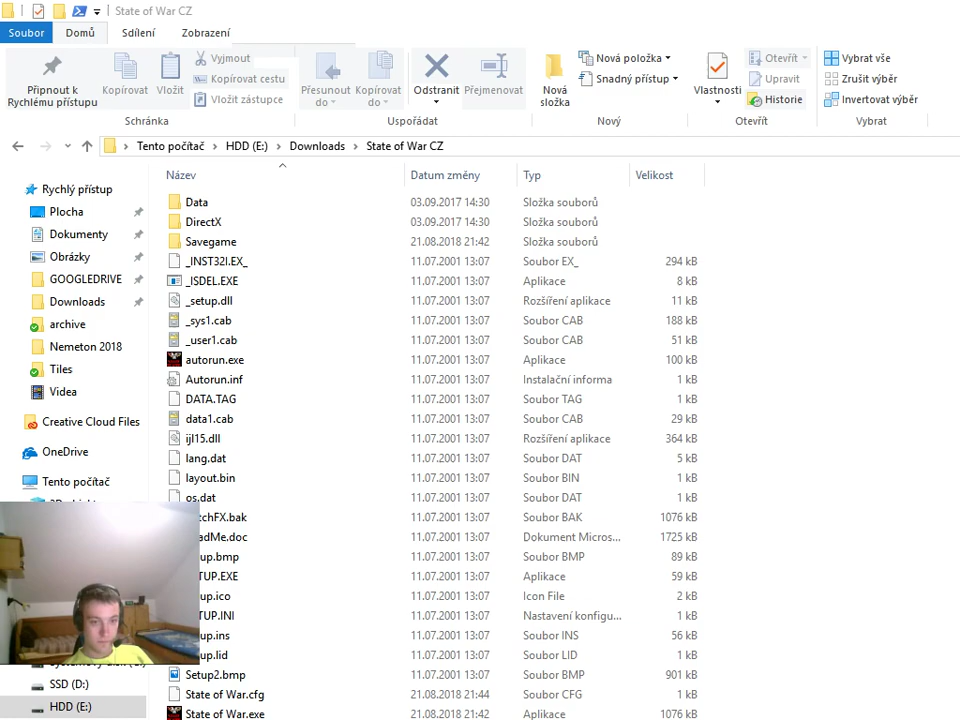 State of War CZ
Soubor Domů Sdílení Zobrazení
Připnout k Rychlému přístupu
Kopírovat
Vložit
Vyjmout
Kopírovat cestu
Vložit zástupce
Schránka
Přesunout do
Kopírovat do
Odstranit
Přejmenovat
Uspořádat
Nová složka
Nová položka
Snadný přístup
Nový
Vlastnosti
Otevřít
Upravit
Historie
Otevřít
Vybrat vše
Zrušit výběr
Invertovat výběr
Vybrat
Tento počítač › HDD (E:) › Downloads › State of War CZ
Rychlý přístup
Plocha
Dokumenty
Obrázky
GOOGLEDRIVE
Downloads
archive
Nemeton 2018
Tiles
Videa
Creative Cloud Files
OneDrive
Tento počítač
SSD (D:)
HDD (E:)
Název Datum změny Typ Velikost
Data 03.09.2017 14:30 Složka souborů
DirectX 03.09.2017 14:30 Složka souborů
Savegame 21.08.2018 21:42 Složka souborů
_INST32I.EX_ 11.07.2001 13:07 Soubor EX_ 294 kB
_ISDEL.EXE 11.07.2001 13:07 Aplikace 8 kB
_setup.dll 11.07.2001 13:07 Rozšíření aplikace 11 kB
_sys1.cab 11.07.2001 13:07 Soubor CAB 188 kB
_user1.cab 11.07.2001 13:07 Soubor CAB 51 kB
autorun.exe 11.07.2001 13:07 Aplikace 100 kB
Autorun.inf 11.07.2001 13:07 Instalační informa 1 kB
DATA.TAG 11.07.2001 13:07 Soubor TAG 1 kB
data1.cab 11.07.2001 13:07 Soubor CAB 29 kB
ijl15.dll 11.07.2001 13:07 Rozšíření aplikace 364 kB
lang.dat 11.07.2001 13:07 Soubor DAT 5 kB
layout.bin 11.07.2001 13:07 Soubor BIN 1 kB
os.dat 11.07.2001 13:07 Soubor DAT 1 kB
chFX.bak 11.07.2001 13:07 Soubor BAK 1076 kB
adMe.doc 11.07.2001 13:07 Dokument Micros... 1725 kB
up.bmp 11.07.2001 13:07 Soubor BMP 89 kB
TUP.EXE 11.07.2001 13:07 Aplikace 59 kB
up.ico 11.07.2001 13:07 Icon File 2 kB
TUP.INI 11.07.2001 13:07 Nastavení konfigu... 1 kB
up.ins 11.07.2001 13:07 Soubor INS 56 kB
up.lid 11.07.2001 13:07 Soubor LID 1 kB
Setup2.bmp 11.07.2001 13:07 Soubor BMP 901 kB
State of War.cfg 21.08.2018 21:44 Soubor CFG 1 kB
State of War.exe 21.08.2018 21:42 Aplikace 1076 kB